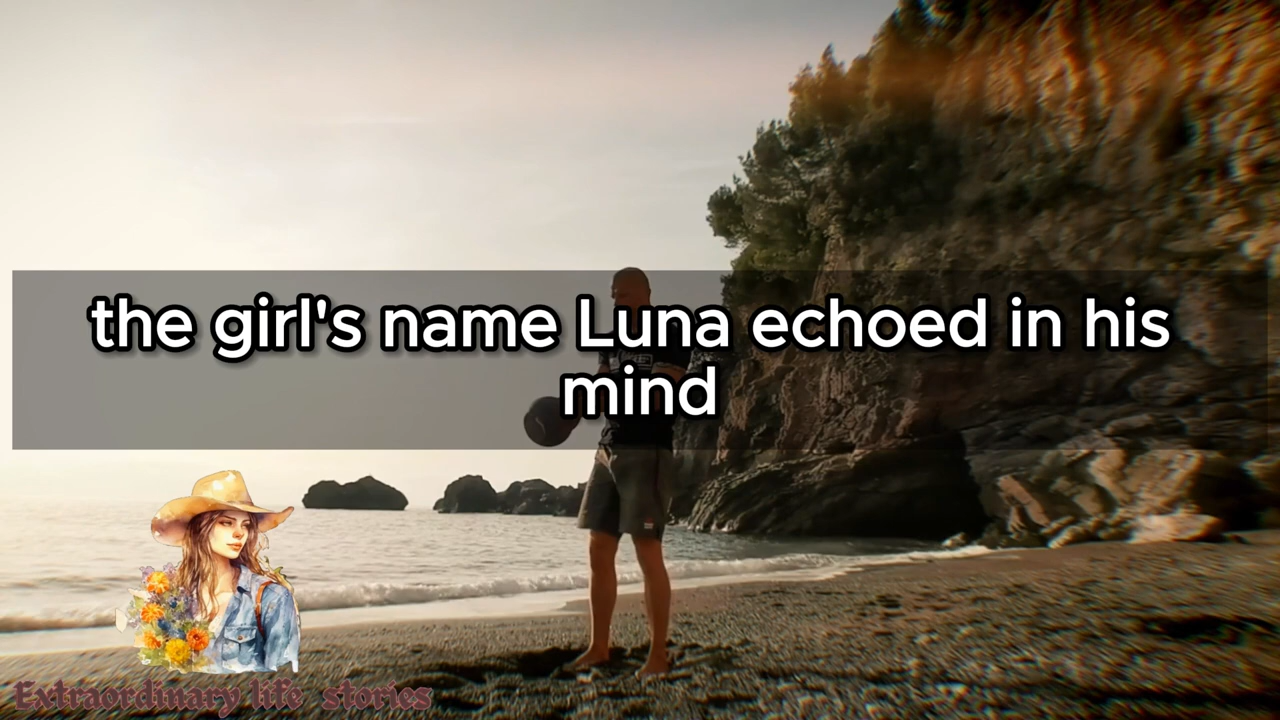 the girl's name Luna echoed in his
mind
Extraordinary life stories